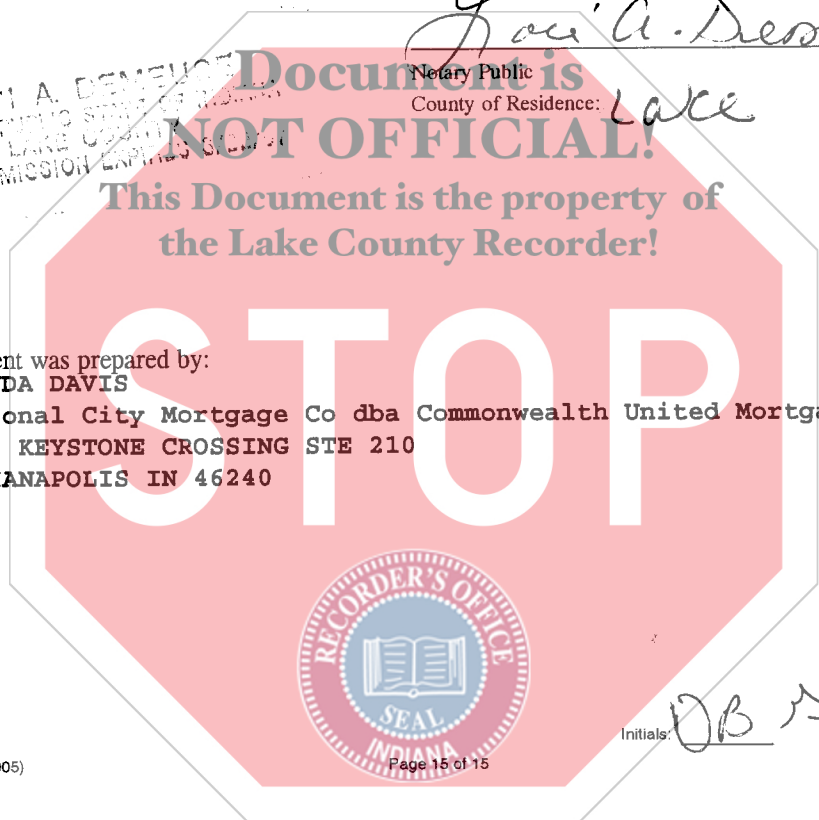 Notary Public
County of Residence: Lake
Document is
NOT OFFICIAL!
This Document is the property of
the Lake County Recorder!
STOP
ent was prepared by:
DA DAVIS
onal City Mortgage Co dba Commonwealth United Mortga
KEYSTONE CROSSING STE 210
ANAPOLIS IN 46240
RECORDER'S OFFICE
SEAL
INDIANA
Initials: DB
05)
Page 15 of 15